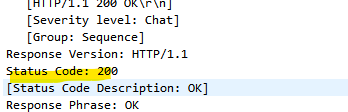 [HTTP/1.1 200 OK\r\n]
[Severity level: Chat]
[Group: Sequence]
Response Version: HTTP/1.1
Status Code: 200
[Status Code Description: OK]
Response Phrase: OK